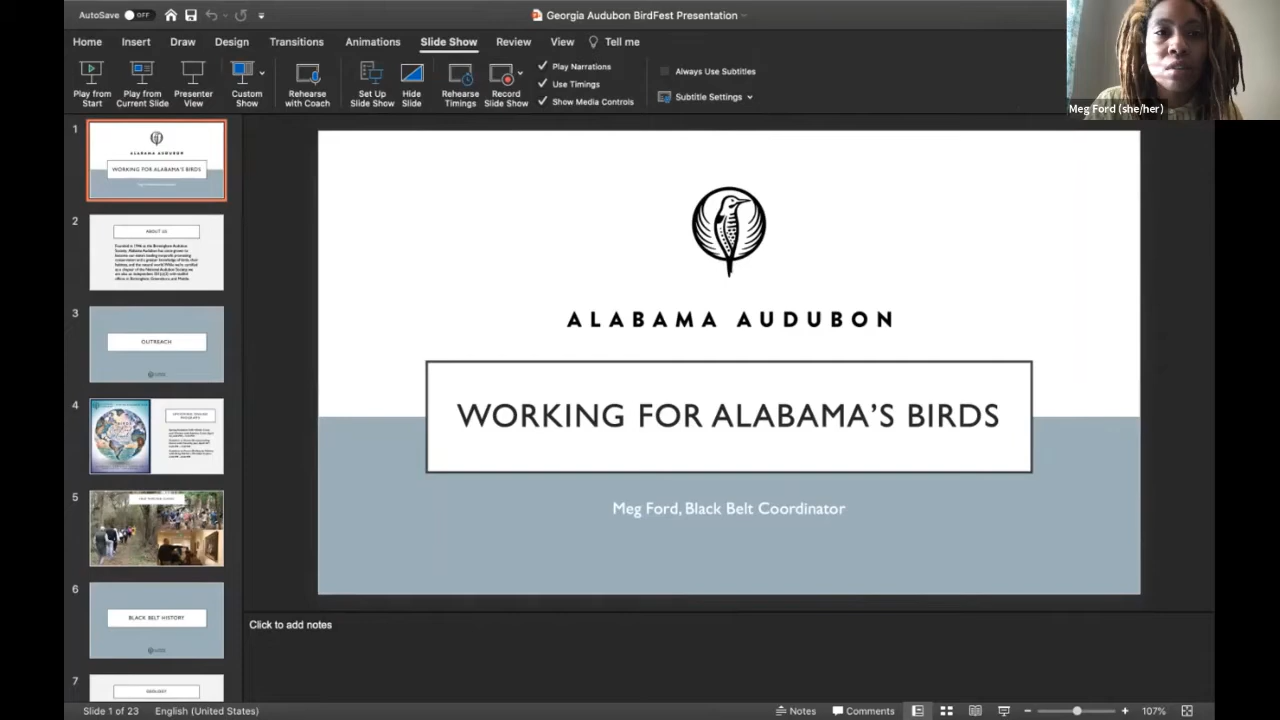 AutoSave OFF
Georgia Audubon BirdFest Presentation
Home Insert Draw Design Transitions Animations Slide Show Review View Tell me
Play from Start
Play from Current Slide
Presenter View
Custom Show
Rehearse with Coach
Set Up Slide Show
Hide Slide
Rehearse Timings
Record Slide Show
Play Narrations
Use Timings
Show Media Controls
Always Use Subtitles
Subtitle Settings
Meg Ford (she/her)
1
ALABAMA AUDUBON
WORKING FOR ALABAMA'S BIRDS
2
ABOUT US
3
OUTREACH
4
5
6
BLACK BELT HISTORY
7
GEOLOGY
ALABAMA AUDUBON
WORKING FOR ALABAMA’S BIRDS
Meg Ford, Black Belt Coordinator
Click to add notes
Slide 1 of 23 English (United States)
Notes Comments 107%